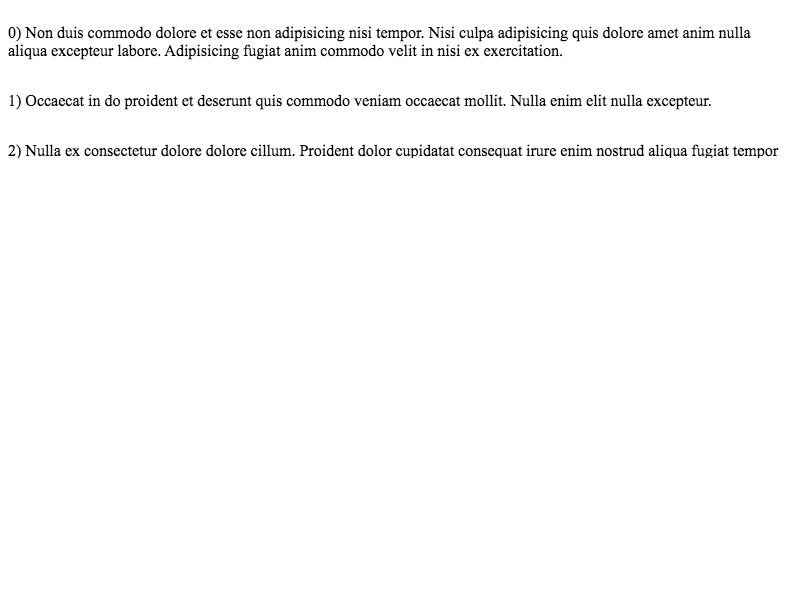 0) Non duis commodo dolore et esse non adipisicing nisi tempor. Nisi culpa adipisicing quis dolore amet anim nulla
aliqua excepteur labore. Adipisicing fugiat anim commodo velit in nisi ex exercitation.
1) Occaecat in do proident et deserunt quis commodo veniam occaecat mollit. Nulla enim elit nulla excepteur.
2) Nulla ex consectetur dolore dolore cillum. Proident dolor cupidatat consequat irure enim nostrud aliqua fugiat tempor